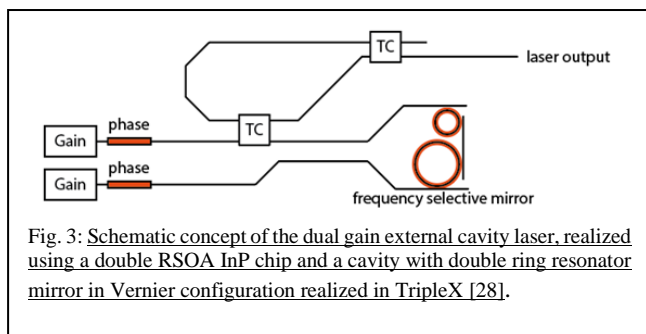 TC
laser output
phase
TC
Gain
phase
Gain
frequency selective mirror
Fig. 3: Schematic concept of the dual gain external cavity laser, realized
using a double RSOA InP chip and a cavity with double ring resonator
mirror in Vernier configuration realized in TripleX [28].